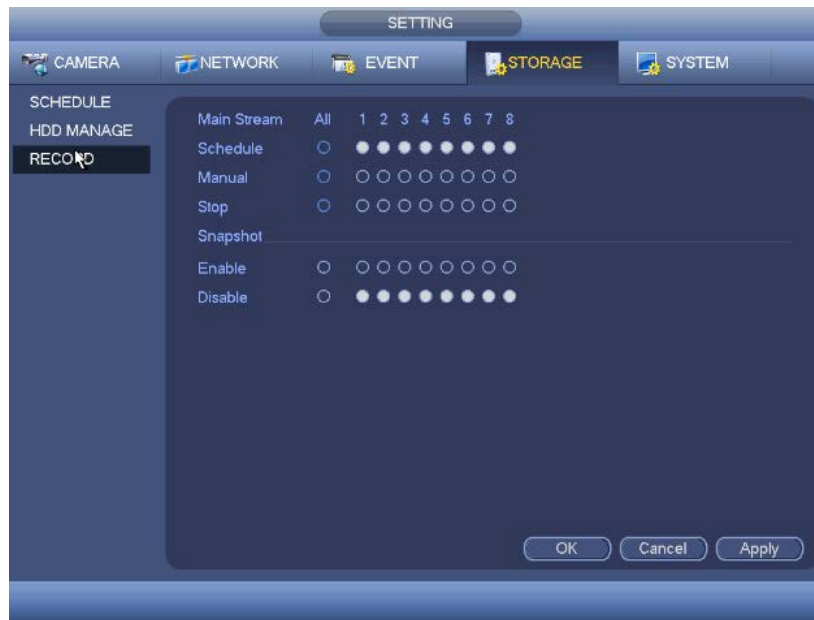 SETTING
CAMERA NETWORK EVENT STORAGE SYSTEM
SCHEDULE
HDD MANAGE
RECORD
Main Stream All 1 2 3 4 5 6 7 8
Schedule
Manual
Stop
Snapshot
Enable
Disable
OK Cancel Apply